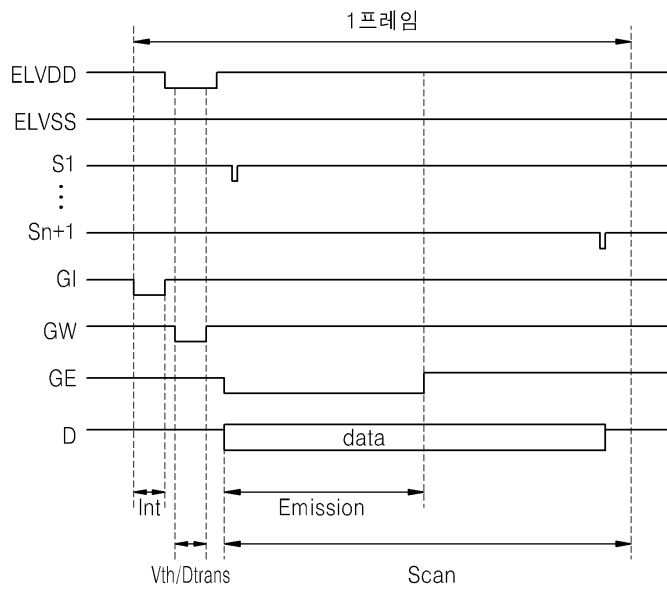 1프레임
ELVDD
ELVSS
S1
⋮
Sn+1
GI
GW
GE
D
data
Int
Emission
Vth/Dtrans
Scan